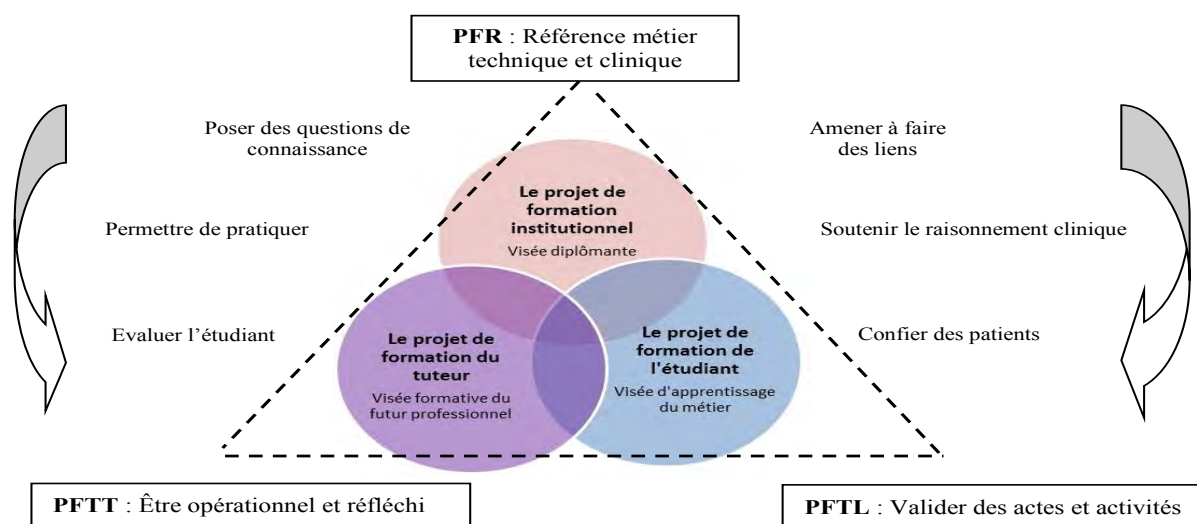 PFR : Référence métier
technique et clinique
Poser des questions de
connaissance
Amener à faire
des liens
Le projet de
formation
institutionnel
Visée diplômante
Permettre de pratiquer
Soutenir le raisonnement clinique
Evaluer l’étudiant
Confier des patients
Le projet de
formation du
tuteur
Visée formative du
futur professionnel
Le projet de
formation de
l'étudiant
Visée d'apprentissage
du métier
PFTT : Être opérationnel et réfléchi
PFTL : Valider des actes et activités